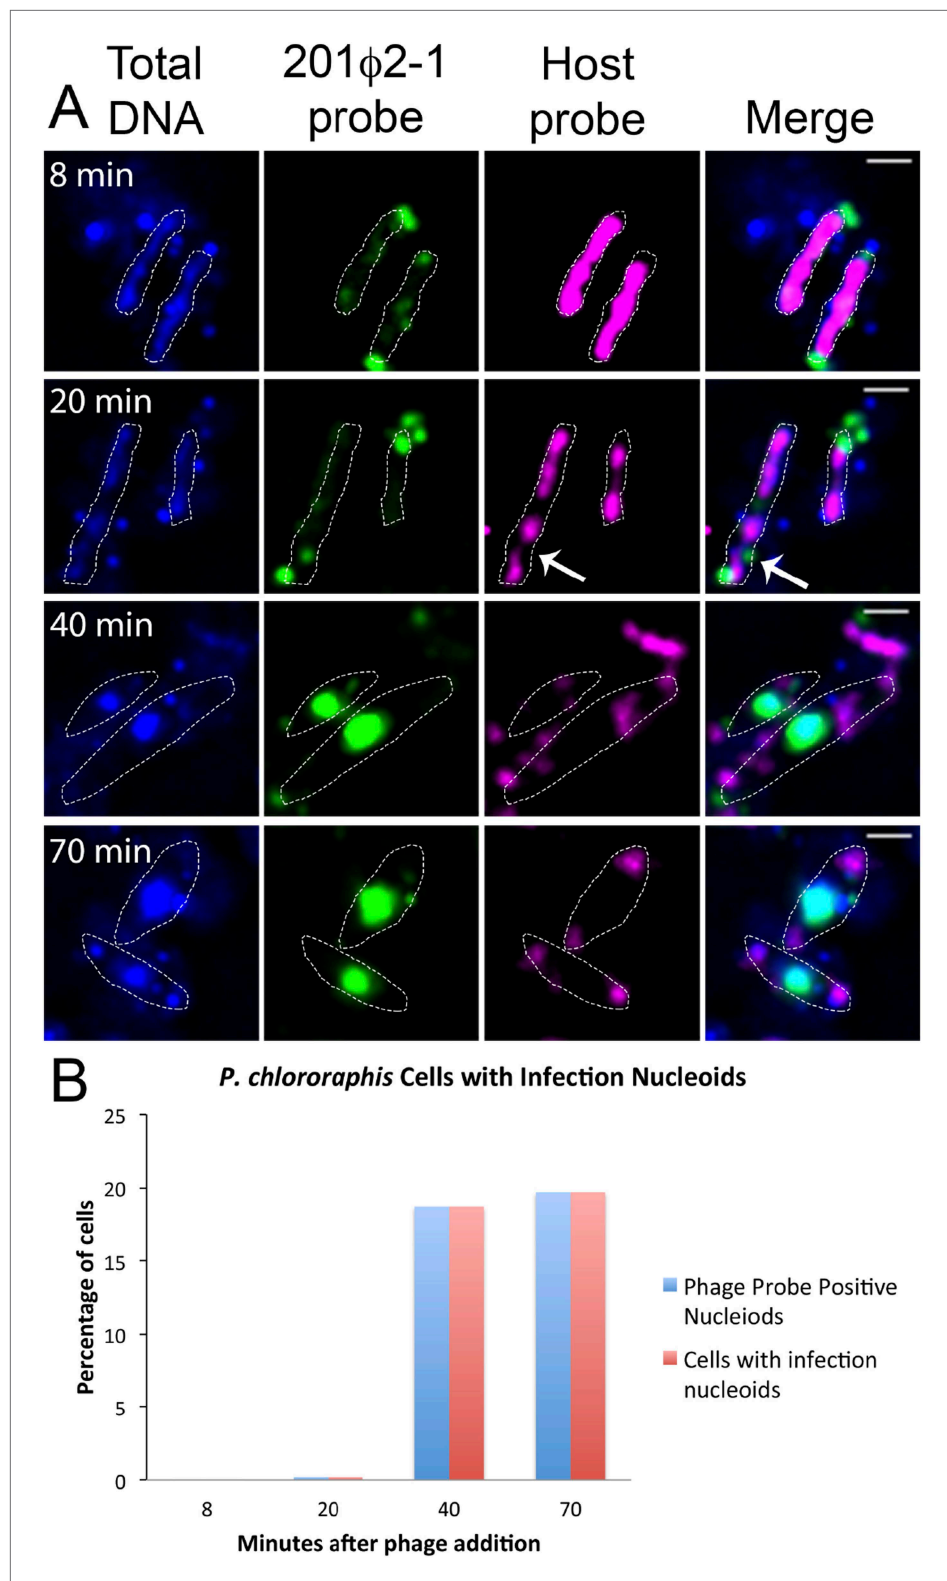 A
Total DNA
201ϕ2-1 probe
Host probe
Merge
8 min
20 min
40 min
70 min
B
P. chlororaphis Cells with Infection Nucleoids
Percentage of cells
25
20
15
10
5
0
8 20 40 70
Minutes after phage addition
Phage Probe Positive
Nucleiods
Cells with infection
nucleoids